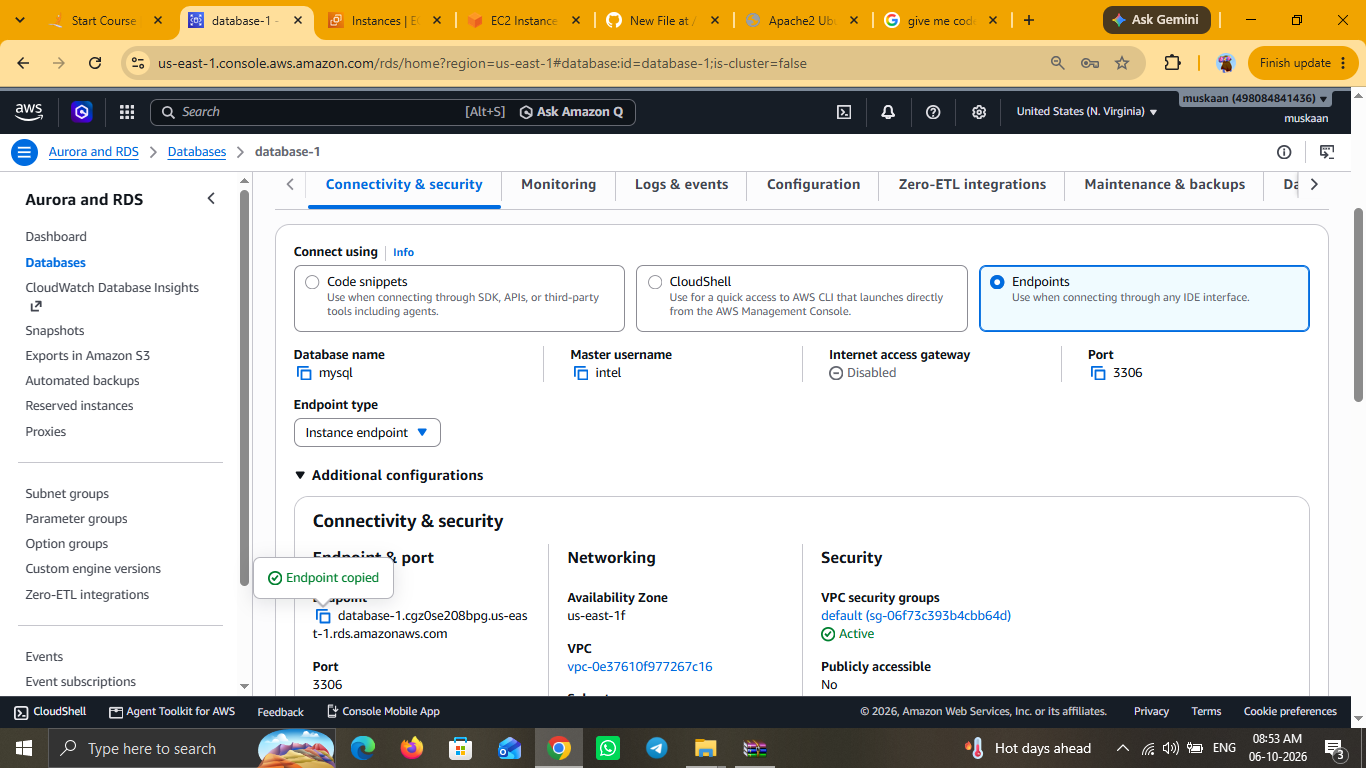 Start Course
database-1 -
Instances | E
EC2 Instance
New File at /
Apache2 Ubu
give me code
Ask Gemini
us-east-1.console.aws.amazon.com/rds/home?region=us-east-1#database:id=database-1;is-cluster=false
Finish update
aws
Search
[Alt+S]
Ask Amazon Q
United States (N. Virginia)
muskaan (498084841436)
muskaan
Aurora and RDS
Databases
database-1
Aurora and RDS
Dashboard
Databases
CloudWatch Database Insights
Snapshots
Exports in Amazon S3
Automated backups
Reserved instances
Proxies
Subnet groups
Parameter groups
Option groups
Custom engine versions
Zero-ETL integrations
Events
Event subscriptions
Connectivity & security
Monitoring
Logs & events
Configuration
Zero-ETL integrations
Maintenance & backups
Da
Connect using
Info
Code snippets
Use when connecting through SDK, APIs, or third-party
tools including agents.
CloudShell
Use for a quick access to AWS CLI that launches directly
from the AWS Management Console.
Endpoints
Use when connecting through any IDE interface.
Database name
mysql
Master username
intel
Internet access gateway
Disabled
Port
3306
Endpoint type
Instance endpoint
Additional configurations
Connectivity & security
Endpoint & port
Endpoint copied
Endpoint
database-1.cgz0se208bpg.us-eas
t-1.rds.amazonaws.com
Port
3306
Networking
Availability Zone
us-east-1f
VPC
vpc-0e37610f977267c16
Security
VPC security groups
default (sg-06f73c393b4cbb64d)
Active
Publicly accessible
No
CloudShell
Agent Toolkit for AWS
Feedback
Console Mobile App
© 2026, Amazon Web Services, Inc. or its affiliates.
Privacy
Terms
Cookie preferences
Type here to search
Hot days ahead
ENG
08:53 AM
06-10-2026
3